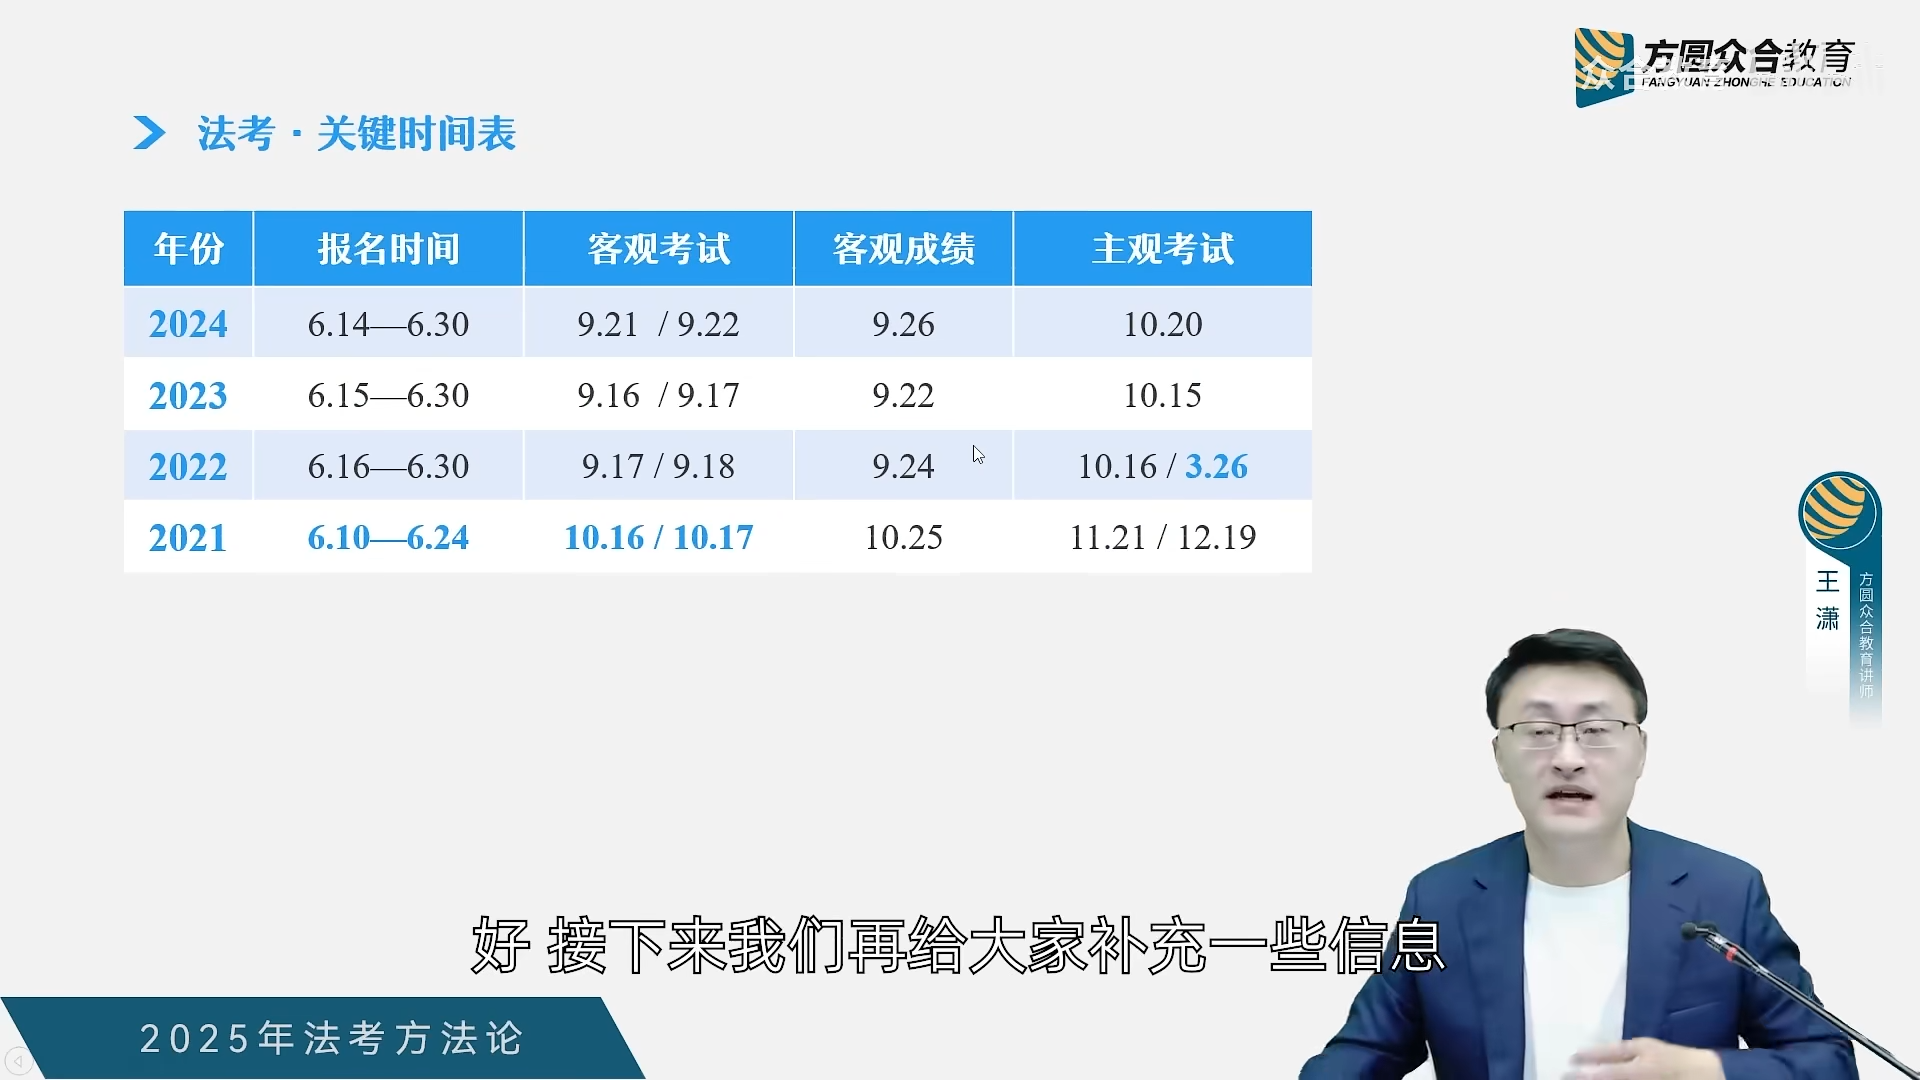 方圆众合教育
FANGYUAN ZHONGHE EDUCATION
法考·关键时间表
年份 报名时间 客观考试 客观成绩 主观考试
2024 6.14—6.30 9.21 / 9.22 9.26 10.20
2023 6.15—6.30 9.16 / 9.17 9.22 10.15
2022 6.16—6.30 9.17 / 9.18 9.24 10.16 / 3.26
2021 6.10—6.24 10.16 / 10.17 10.25 11.21 / 12.19
王潇
方圆众合教育讲师
好 接下来我们再给大家补充一些信息
2025年法考方法论